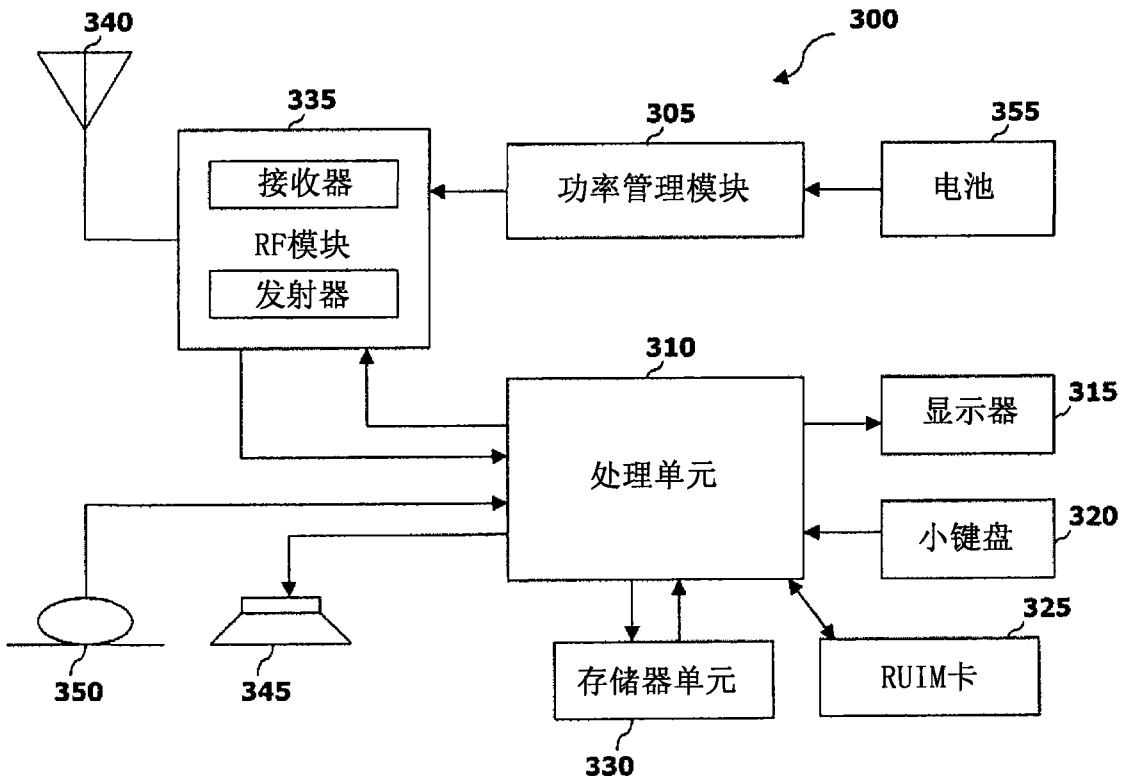 340
300
335
305
355
接收器
功率管理模块
电池
RF模块
发射器
310
显示器
315
处理单元
小键盘
320
325
350
345
存储器单元
RUIM卡
330